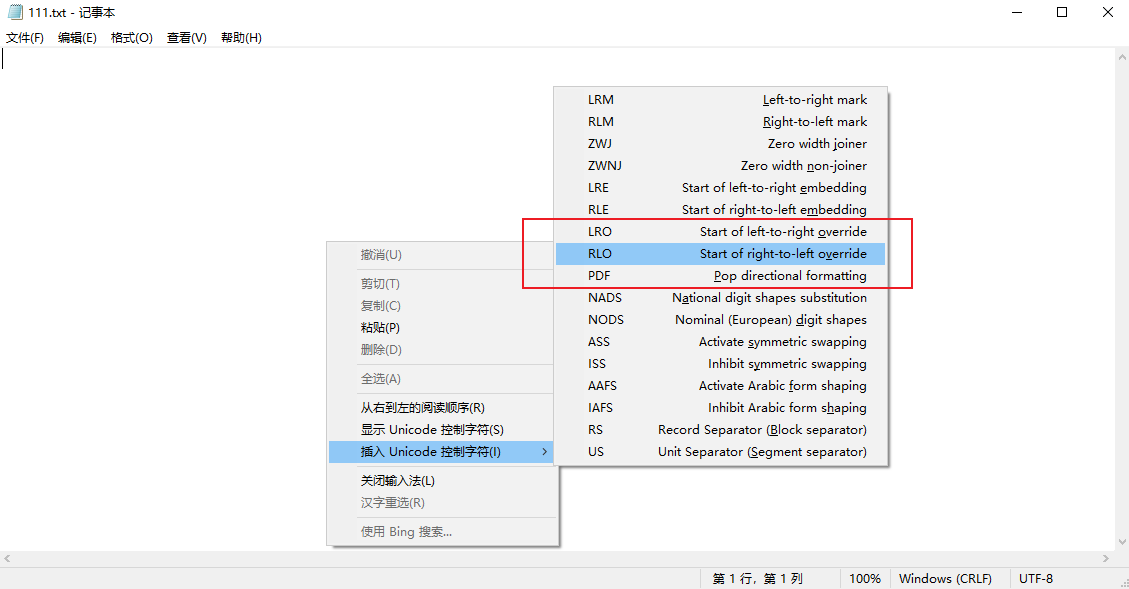 111.txt - 记事本
文件(F) 编辑(E) 格式(O) 查看(V) 帮助(H)
撤消(U)
剪切(T)
复制(C)
粘贴(P)
删除(D)
全选(A)
从右到左的阅读顺序(R)
显示 Unicode 控制字符(S)
插入 Unicode 控制字符(I)
关闭输入法(L)
汉字重选(R)
使用 Bing 搜索...
LRM Left-to-right mark
RLM Right-to-left mark
ZWJ Zero width joiner
ZWNJ Zero width non-joiner
LRE Start of left-to-right embedding
RLE Start of right-to-left embedding
LRO Start of left-to-right override
RLO Start of right-to-left override
PDF Pop directional formatting
NADS National digit shapes substitution
NODS Nominal (European) digit shapes
ASS Activate symmetric swapping
ISS Inhibit symmetric swapping
AAFS Activate Arabic form shaping
IAFS Inhibit Arabic form shaping
RS Record Separator (Block separator)
US Unit Separator (Segment separator)
第 1 行，第 1 列 100% Windows (CRLF) UTF-8